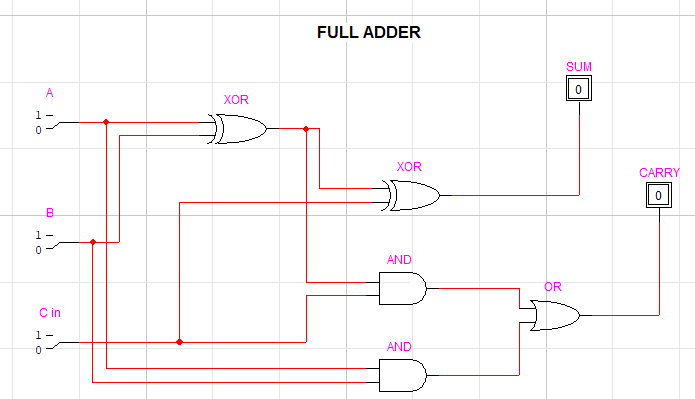 FULL ADDER
SUM
0
A
1
0
XOR
XOR
CARRY
0
B
1
0
AND
OR
C in
1
0
AND